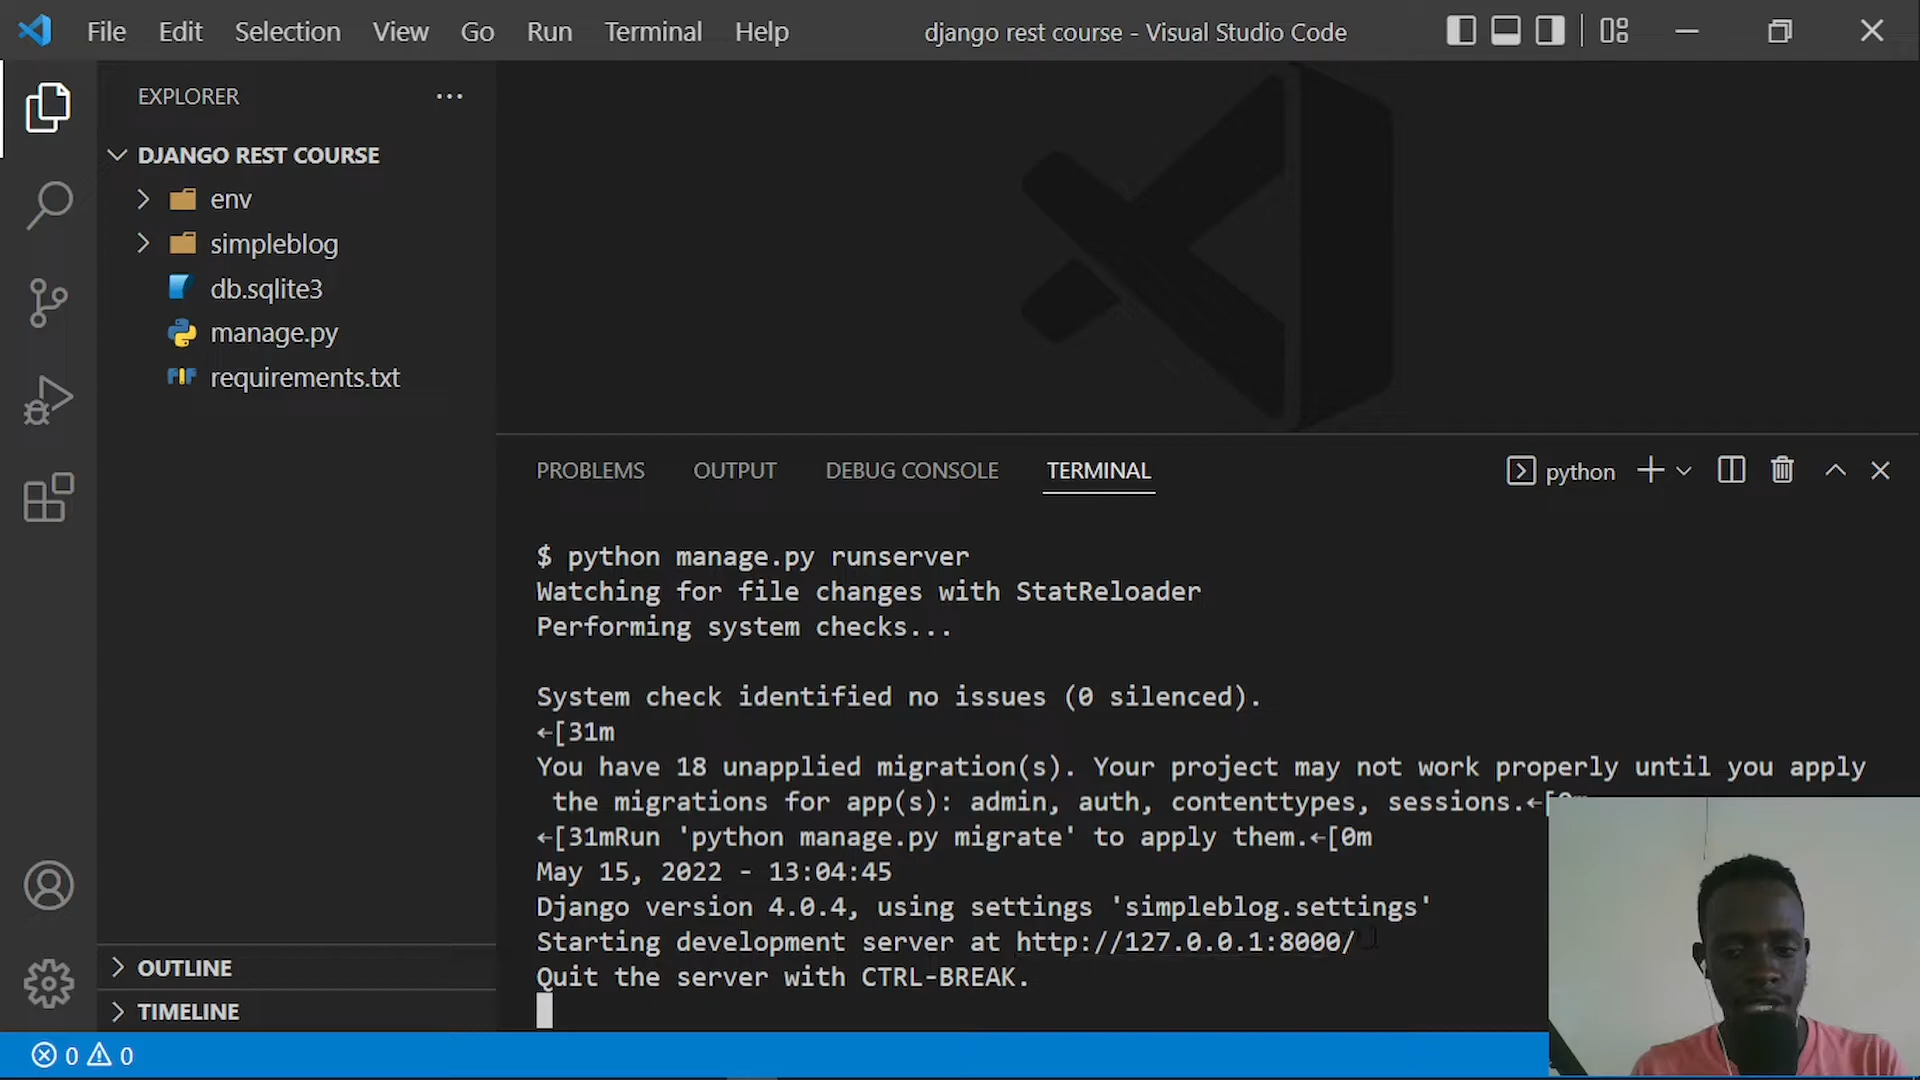 File Edit Selection View Go Run Terminal Help django rest course - Visual Studio Code
EXPLORER
DJANGO REST COURSE
env
simpleblog
db.sqlite3
manage.py
requirements.txt
OUTLINE
TIMELINE
PROBLEMS OUTPUT DEBUG CONSOLE TERMINAL python
$ python manage.py runserver
Watching for file changes with StatReloader
Performing system checks...
System check identified no issues (0 silenced).
←[31m
You have 18 unapplied migration(s). Your project may not work properly until you apply
the migrations for app(s): admin, auth, contenttypes, sessions.←[0m
←[31mRun 'python manage.py migrate' to apply them.←[0m
May 15, 2022 - 13:04:45
Django version 4.0.4, using settings 'simpleblog.settings'
Starting development server at http://127.0.0.1:8000/
Quit the server with CTRL-BREAK.
0 0